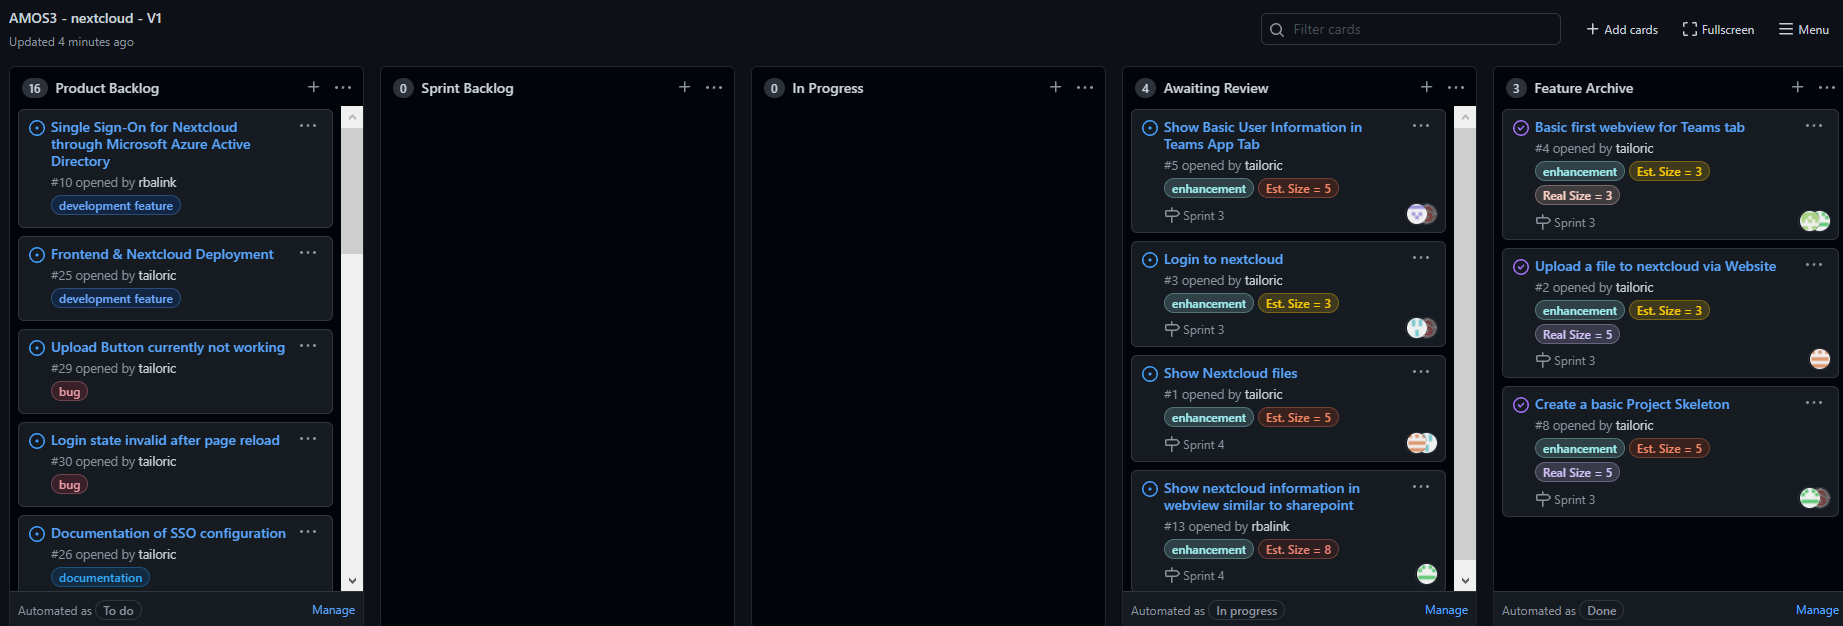 AMOS3 - nextcloud - V1
Updated 4 minutes ago
Filter cards
Add cards
Fullscreen
Menu
16 Product Backlog
Single Sign-On for Nextcloud
through Microsoft Azure Active
Directory
#10 opened by rbalink
development feature
Frontend & Nextcloud Deployment
#25 opened by tailoric
development feature
Upload Button currently not working
#29 opened by tailoric
bug
Login state invalid after page reload
#30 opened by tailoric
bug
Documentation of SSO configuration
#26 opened by tailoric
documentation
Automated as To do
Manage
0 Sprint Backlog
0 In Progress
4 Awaiting Review
Show Basic User Information in
Teams App Tab
#5 opened by tailoric
enhancement Est. Size = 5
Sprint 3
Login to nextcloud
#3 opened by tailoric
enhancement Est. Size = 3
Sprint 3
Show Nextcloud files
#1 opened by tailoric
enhancement Est. Size = 5
Sprint 4
Show nextcloud information in
webview similar to sharepoint
#13 opened by rbalink
enhancement Est. Size = 8
Sprint 4
Automated as In progress
Manage
3 Feature Archive
Basic first webview for Teams tab
#4 opened by tailoric
enhancement Est. Size = 3
Real Size = 3
Sprint 3
Upload a file to nextcloud via Website
#2 opened by tailoric
enhancement Est. Size = 3
Real Size = 5
Sprint 3
Create a basic Project Skeleton
#8 opened by tailoric
enhancement Est. Size = 5
Real Size = 5
Sprint 3
Automated as Done
Manage